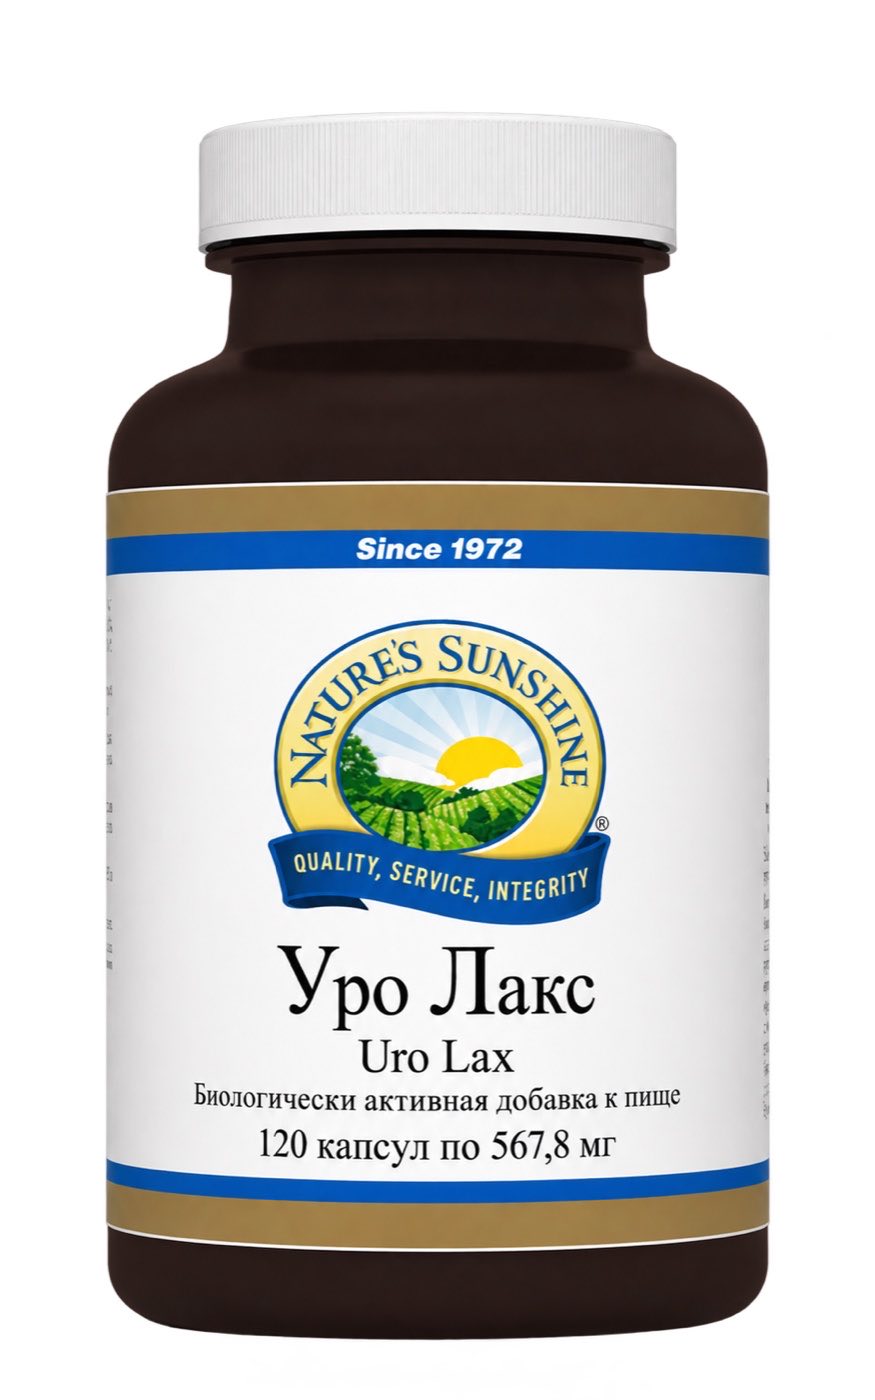 Since 1972
NATURE'S SUNSHINE
®
QUALITY, SERVICE, INTEGRITY
Уро Лакс
Uro Lax
Биологически активная добавка к пище
120 капсул по 567,8 мг